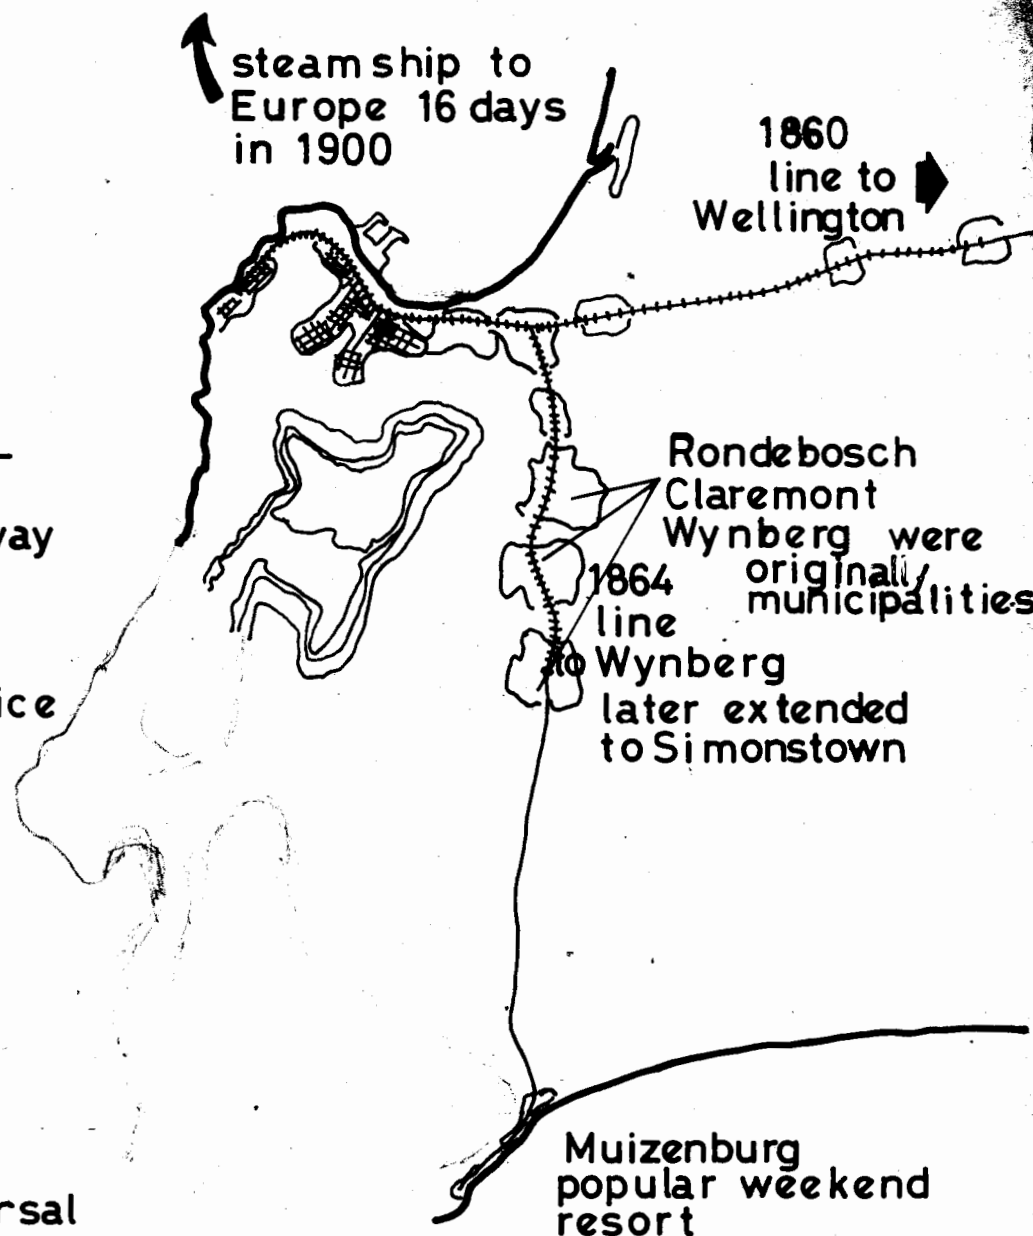 steamship to
Europe 16 days
in 1900
1860
line to
Wellington
Rondebosch
Claremont
Wynberg were
originally
municipalities
1864
line
to Wynberg
later extended
to Simonstown
Muizenburg
popular weekend
resort